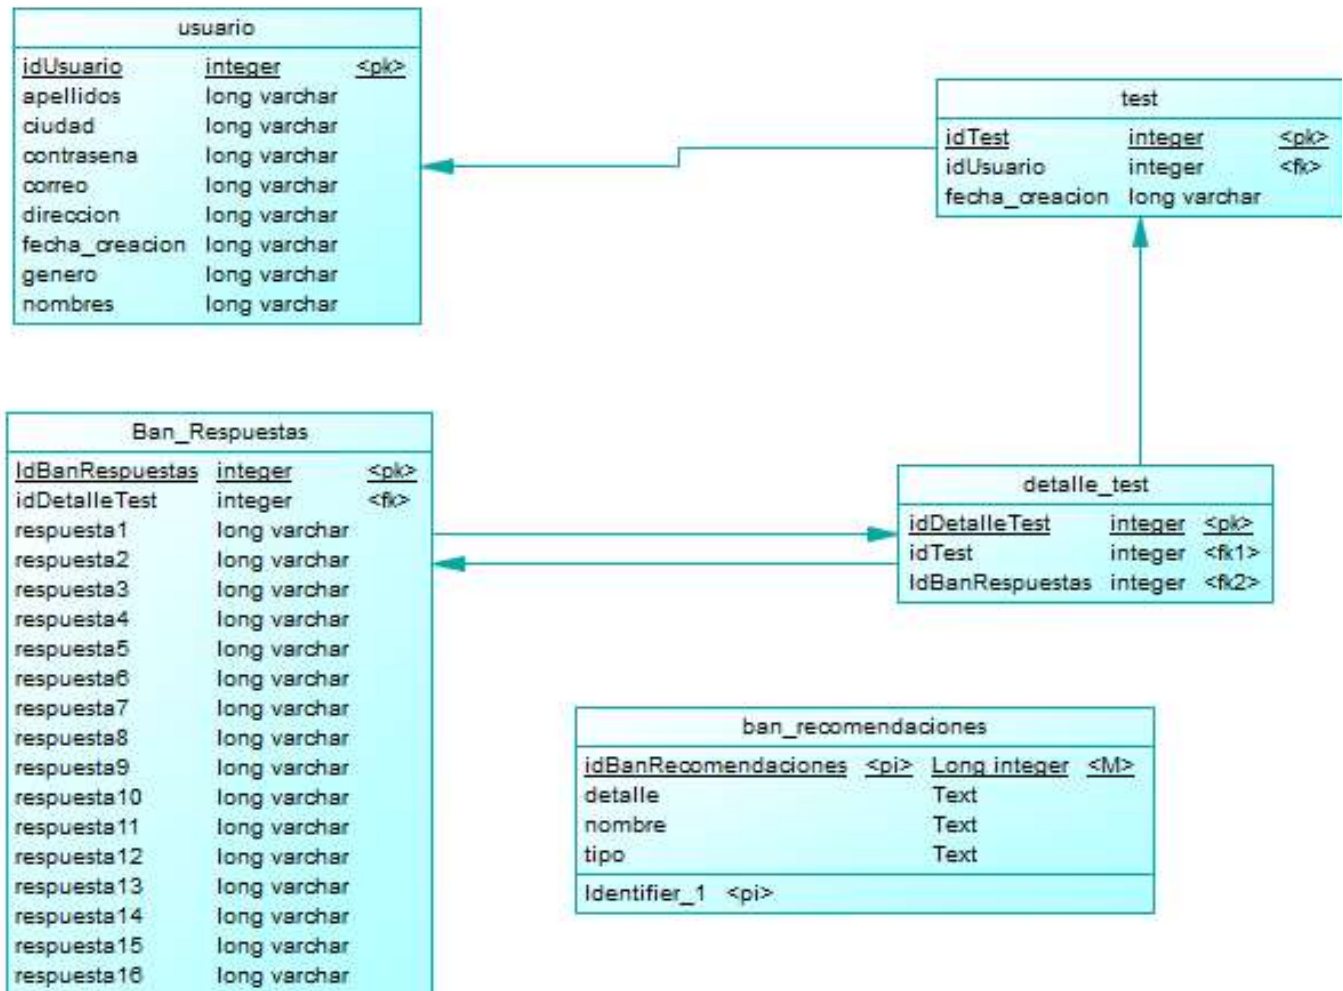 usuario
idUsuario integer <pk>
apellidos long varchar
ciudad long varchar
contrasena long varchar
correo long varchar
direccion long varchar
fecha_creacion long varchar
genero long varchar
nombres long varchar
test
idTest integer <pk>
idUsuario integer <fk>
fecha_creacion long varchar
Ban_Respuestas
IdBanRespuestas integer <pk>
idDetalleTest integer <fk>
respuesta1 long varchar
respuesta2 long varchar
respuesta3 long varchar
respuesta4 long varchar
respuesta5 long varchar
respuesta6 long varchar
respuesta7 long varchar
respuesta8 long varchar
respuesta9 long varchar
respuesta10 long varchar
respuesta11 long varchar
respuesta12 long varchar
respuesta13 long varchar
respuesta14 long varchar
respuesta15 long varchar
respuesta16 long varchar
detalle_test
idDetalleTest integer <pk>
idTest integer <fk1>
IdBanRespuestas integer <fk2>
ban_recomendaciones
idBanRecomendaciones <pi> Long integer <M>
detalle Text
nombre Text
tipo Text
Identifier_1 <pi>